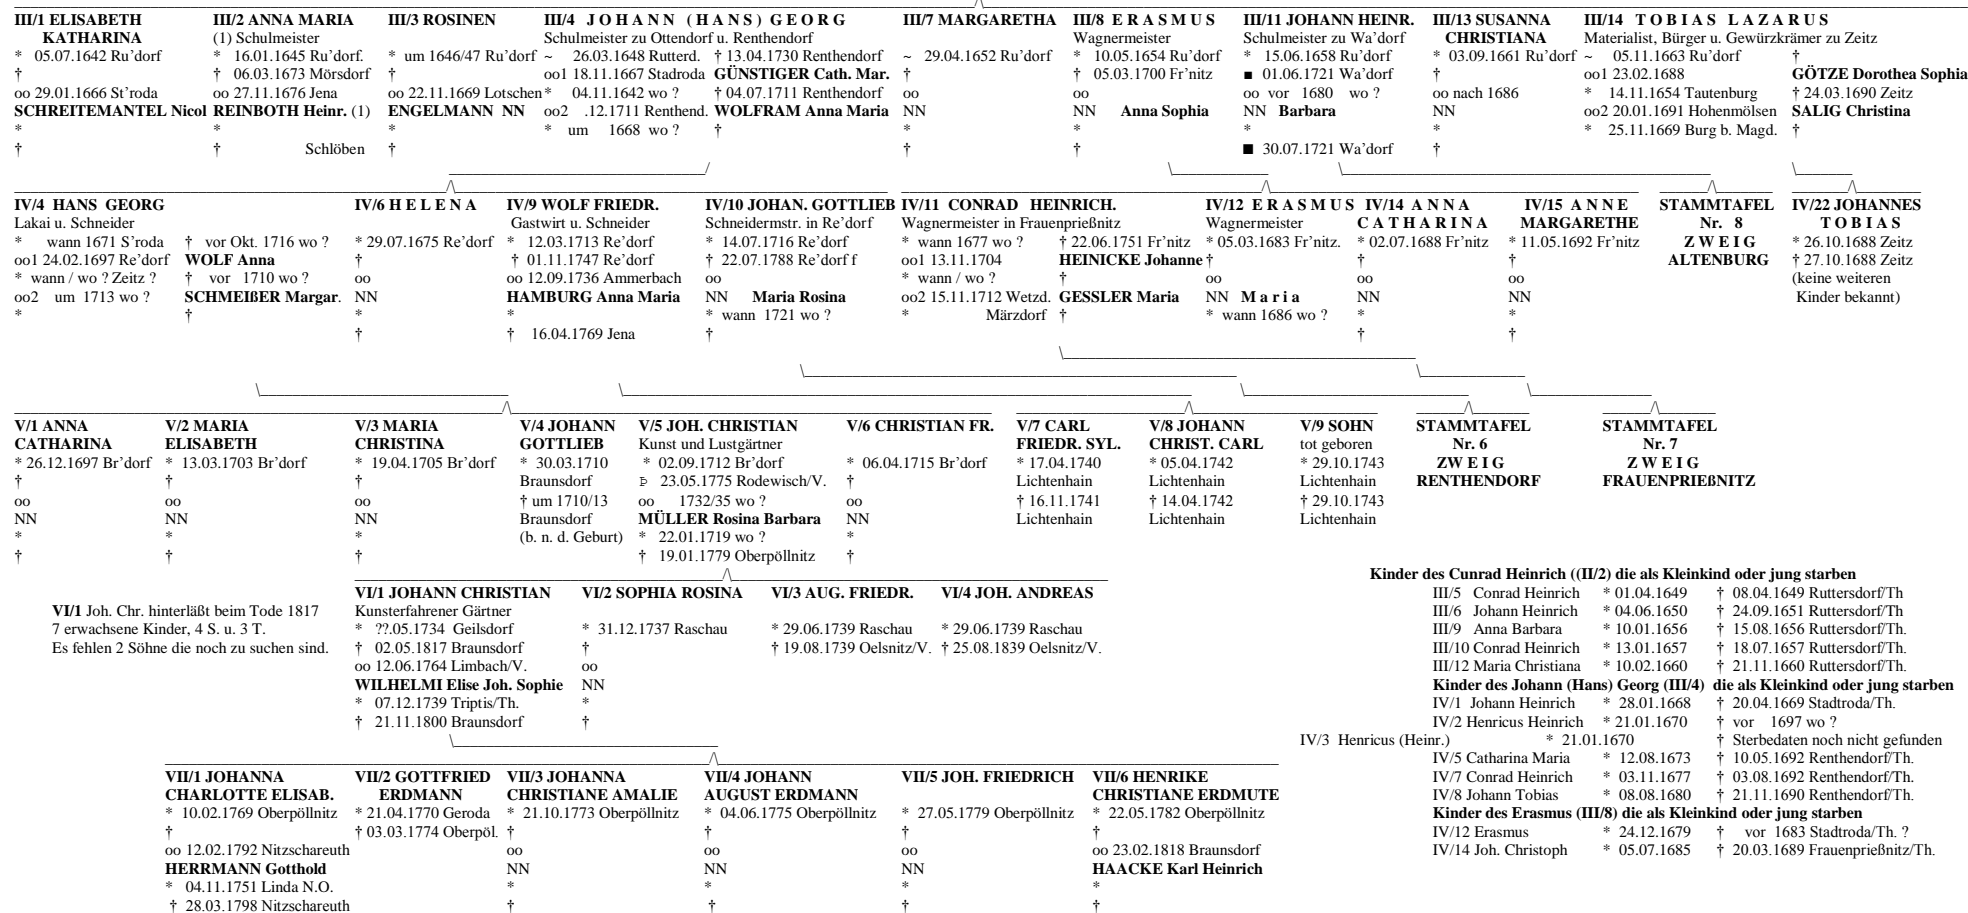 III/1 ELISABETH
KATHARINA
* 05.07.1642 Ru'dorf
†
oo 29.01.1666 St'roda
SCHREITEMANTEL Nicol
*
†
III/2 ANNA MARIA
(1) Schulmeister
* 16.01.1645 Ru'dorf.
† 06.03.1673 Mörsdorf
oo 27.11.1676 Jena
REINBOTH Heinr. (1)
*
† Schlöben
III/3 ROSINEN
* um 1646/47 Ru'dorf
†
oo 22.11.1669 Lotschen
ENGELMANN NN
*
†
III/4 J O H A N N ( H A N S ) G E O R G
Schulmeister zu Ottendorf u. Renthendorf
~ 26.03.1648 Rutterd. † 13.04.1730 Renthendorf
oo1 18.11.1667 Stadroda GÜNSTIGER Cath. Mar.
* 04.11.1642 wo ? † 04.07.1711 Renthendorf
oo2 .12.1711 Renthend. WOLFRAM Anna Maria
* um 1668 wo ? †
III/7 MARGARETHA
~ 29.04.1652 Ru'dorf
†
oo
NN
*
†
III/8 E R A S M U S
Wagnermeister
* 10.05.1654 Ru'dorf
† 05.03.1700 Fr'nitz
oo
NN Anna Sophia
*
†
III/11 JOHANN HEINR.
Schulmeister zu Wa'dorf
* 15.06.1658 Ru'dorf
■ 01.06.1721 Wa'dorf
oo vor 1680 wo ?
NN Barbara
*
■ 30.07.1721 Wa'dorf
III/13 SUSANNA
CHRISTIANA
* 03.09.1661 Ru'dorf
†
oo nach 1686
NN
*
†
III/14 T O B I A S L A Z A R U S
Materialist, Bürger u. Gewürzkrämer zu Zeitz
~ 05.11.1663 Ru'dorf †
oo1 23.02.1688 GÖTZE Dorothea Sophia
* 14.11.1654 Tautenburg † 24.03.1690 Zeitz
oo2 20.01.1691 Hohenmölsen SALIG Christina
* 25.11.1669 Burg b. Magd. †
IV/4 HANS GEORG
Lakai u. Schneider
* wann 1671 S'roda † vor Okt. 1716 wo ?
oo1 24.02.1697 Re'dorf WOLF Anna
* wann / wo ? Zeitz ? † vor 1710 wo ?
oo2 um 1713 wo ? SCHMEIßER Margar.
* †
IV/6 H E L E N A
* 29.07.1675 Re'dorf
†
oo
NN
*
†
IV/9 WOLF FRIEDR.
Gastwirt u. Schneider
* 12.03.1713 Re'dorf
† 01.11.1747 Re'dorf
oo 12.09.1736 Ammerbach
HAMBURG Anna Maria
*
† 16.04.1769 Jena
IV/10 JOHAN. GOTTLIEB
Schneidermstr. in Re'dorf
* 14.07.1716 Re'dorf
† 22.07.1788 Re'dorf f
oo
NN Maria Rosina
* wann 1721 wo ?
†
IV/11 CONRAD HEINRICH.
Wagnermeister in Frauenprießnitz
* wann 1677 wo ? † 22.06.1751 Fr'nitz
oo1 13.11.1704 HEINICKE Johanne
* wann / wo ? †
oo2 15.11.1712 Wetzd. GESSLER Maria
* Märzdorf †
IV/12 E R A S M U S
Wagnermeister
* 05.03.1683 Fr'nitz.
†
oo
NN M a r i a
* wann 1686 wo ?
IV/14 A N N A
C A T H A R I N A
* 02.07.1688 Fr'nitz
†
oo
NN
*
†
IV/15 A N N E
MARGARETHE
* 11.05.1692 Fr'nitz
†
oo
NN
*
†
STAMMTAFEL
Nr. 8
Z W E I G
ALTENBURG
IV/22 JOHANNES
T O B I A S
* 26.10.1688 Zeitz
† 27.10.1688 Zeitz
(keine weiteren
Kinder bekannt)
V/1 ANNA
CATHARINA
* 26.12.1697 Br'dorf
†
oo
NN
*
†
V/2 MARIA
ELISABETH
* 13.03.1703 Br'dorf
†
oo
NN
*
†
V/3 MARIA
CHRISTINA
* 19.04.1705 Br'dorf
†
oo
NN
*
†
V/4 JOHANN
GOTTLIEB
* 30.03.1710
Braunsdorf
† um 1710/13
Braunsdorf
(b. n. d. Geburt)
V/5 JOH. CHRISTIAN
Kunst und Lustgärtner
* 02.09.1712 Br'dorf
Þ 23.05.1775 Rodewisch/V.
oo 1732/35 wo ?
MÜLLER Rosina Barbara
* 22.01.1719 wo ?
† 19.01.1779 Oberpöllnitz
V/6 CHRISTIAN FR.
* 06.04.1715 Br'dorf
†
oo
NN
*
†
V/7 CARL
FRIEDR. SYL.
* 17.04.1740
Lichtenhain
† 16.11.1741
Lichtenhain
V/8 JOHANN
CHRIST. CARL
* 05.04.1742
Lichtenhain
† 14.04.1742
Lichtenhain
V/9 SOHN
tot geboren
* 29.10.1743
Lichtenhain
† 29.10.1743
Lichtenhain
STAMMTAFEL
Nr. 6
ZW E I G
RENTHENDORF
STAMMTAFEL
Nr. 7
Z W E I G
FRAUENPRIEßNITZ
VI/1 Joh. Chr. hinterläßt beim Tode 1817
7 erwachsene Kinder, 4 S. u. 3 T.
Es fehlen 2 Söhne die noch zu suchen sind.
VI/1 JOHANN CHRISTIAN
Kunsterfahrener Gärtner
* ??.05.1734 Geilsdorf
† 02.05.1817 Braunsdorf
oo 12.06.1764 Limbach/V.
WILHELMI Elise Joh. Sophie
* 07.12.1739 Triptis/Th.
† 21.11.1800 Braunsdorf
VI/2 SOPHIA ROSINA
* 31.12.1737 Raschau
†
oo
NN
*
†
VI/3 AUG. FRIEDR.
* 29.06.1739 Raschau
† 19.08.1739 Oelsnitz/V.
VI/4 JOH. ANDREAS
* 29.06.1739 Raschau
† 25.08.1839 Oelsnitz/V.
Kinder des Cunrad Heinrich ((II/2) die als Kleinkind oder jung starben
III/5 Conrad Heinrich * 01.04.1649 † 08.04.1649 Ruttersdorf/Th
III/6 Johann Heinrich * 04.06.1650 † 24.09.1651 Ruttersdorf/Th
III/9 Anna Barbara * 10.01.1656 † 15.08.1656 Ruttersdorf/Th.
III/10 Conrad Heinrich * 13.01.1657 † 18.07.1657 Ruttersdorf/Th.
III/12 Maria Christiana * 10.02.1660 † 21.11.1660 Ruttersdorf/Th.
Kinder des Johann (Hans) Georg (III/4) die als Kleinkind oder jung starben
IV/1 Johann Heinrich * 28.01.1668 † 20.04.1669 Stadtroda/Th.
IV/2 Henricus Heinrich * 21.01.1670 † vor 1697 wo ?
IV/3 Henricus (Heinr.) * 21.01.1670 † Sterbedaten noch nicht gefunden
IV/5 Catharina Maria * 12.08.1673 † 10.05.1692 Renthendorf/Th.
IV/7 Conrad Heinrich * 03.11.1677 † 03.08.1692 Renthendorf/Th.
IV/8 Johann Tobias * 08.08.1680 † 21.11.1690 Renthendorf/Th.
Kinder des Erasmus (III/8) die als Kleinkind oder jung starben
IV/12 Erasmus * 24.12.1679 † vor 1683 Stadtroda/Th. ?
IV/14 Joh. Christoph * 05.07.1685 † 20.03.1689 Frauenprießnitz/Th.
VII/1 JOHANNA
CHARLOTTE ELISAB.
* 10.02.1769 Oberpöllnitz
†
oo 12.02.1792 Nitzschareuth
HERRMANN Gotthold
* 04.11.1751 Linda N.O.
† 28.03.1798 Nitzschareuth
VII/2 GOTTFRIED
ERDMANN
* 21.04.1770 Geroda
† 03.03.1774 Oberpöl.
VII/3 JOHANNA
CHRISTIANE AMALIE
* 21.10.1773 Oberpöllnitz
†
oo
NN
*
†
VII/4 JOHANN
AUGUST ERDMANN
* 04.06.1775 Oberpöllnitz
†
oo
NN
*
†
VII/5 JOH. FRIEDRICH
* 27.05.1779 Oberpöllnitz
†
oo
NN
*
†
VII/6 HENRIKE
CHRISTIANE ERDMUTE
* 22.05.1782 Oberpöllnitz
†
oo 23.02.1818 Braunsdorf
HAACKE Karl Heinrich
*
†